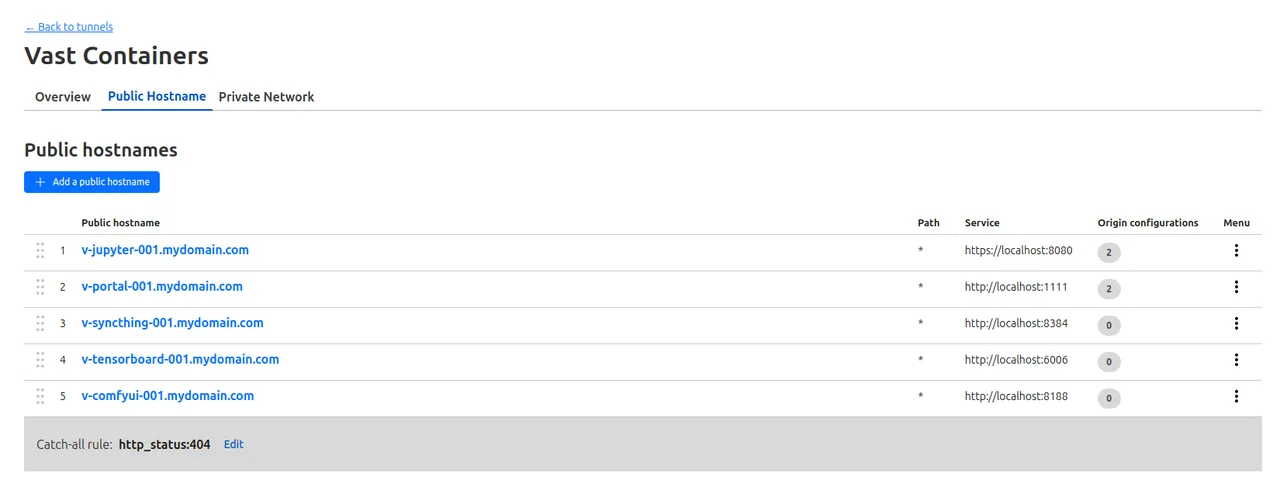 ← Back to tunnels
Vast Containers
Overview Public Hostname Private Network
Public hostnames
+ Add a public hostname
Public hostname Path Service Origin configurations Menu
1 v-jupyter-001.mydomain.com * https://localhost:8080 2
2 v-portal-001.mydomain.com * http://localhost:1111 2
3 v-syncthing-001.mydomain.com * http://localhost:8384 0
4 v-tensorboard-001.mydomain.com * http://localhost:6006 0
5 v-comfyui-001.mydomain.com * http://localhost:8188 0
Catch-all rule: http_status:404 Edit